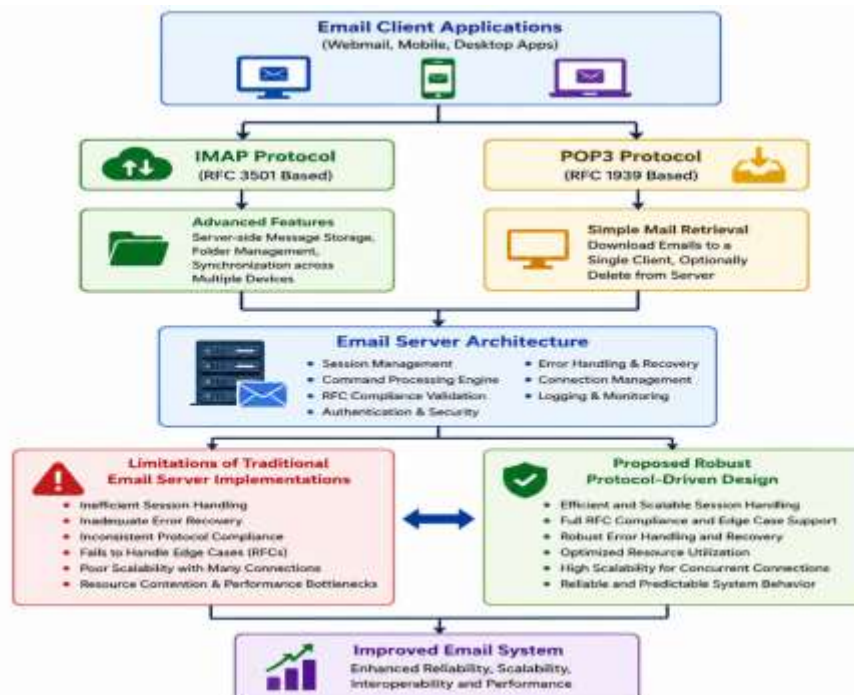 Email Client Applications
(Webmail, Mobile, Desktop Apps)
IMAP Protocol
(RFC 3501 Based)
POP3 Protocol
(RFC 1939 Based)
Advanced Features
Server-side Message Storage,
Folder Management,
Synchronization across
Multiple Devices
Simple Mail Retrieval
Download Emails to a
Single Client, Optionally
Delete from Server
Email Server Architecture
• Session Management
• Command Processing Engine
• RFC Compliance Validation
• Authentication & Security
• Error Handling & Recovery
• Connection Management
• Logging & Monitoring
Limitations of Traditional
Email Server Implementations
• Inefficient Session Handling
• Inadequate Error Recovery
• Inconsistent Protocol Compliance
• Fails to Handle Edge Cases (RFCs)
• Poor Scalability with Many Connections
• Resource Contention & Performance Bottlenecks
Proposed Robust
Protocol-Driven Design
• Efficient and Scalable Session Handling
• Full RFC Compliance and Edge Case Support
• Robust Error Handling and Recovery
• Optimized Resource Utilization
• High Scalability for Concurrent Connections
• Reliable and Predictable System Behavior
Improved Email System
Enhanced Reliability, Scalability,
Interoperability and Performance